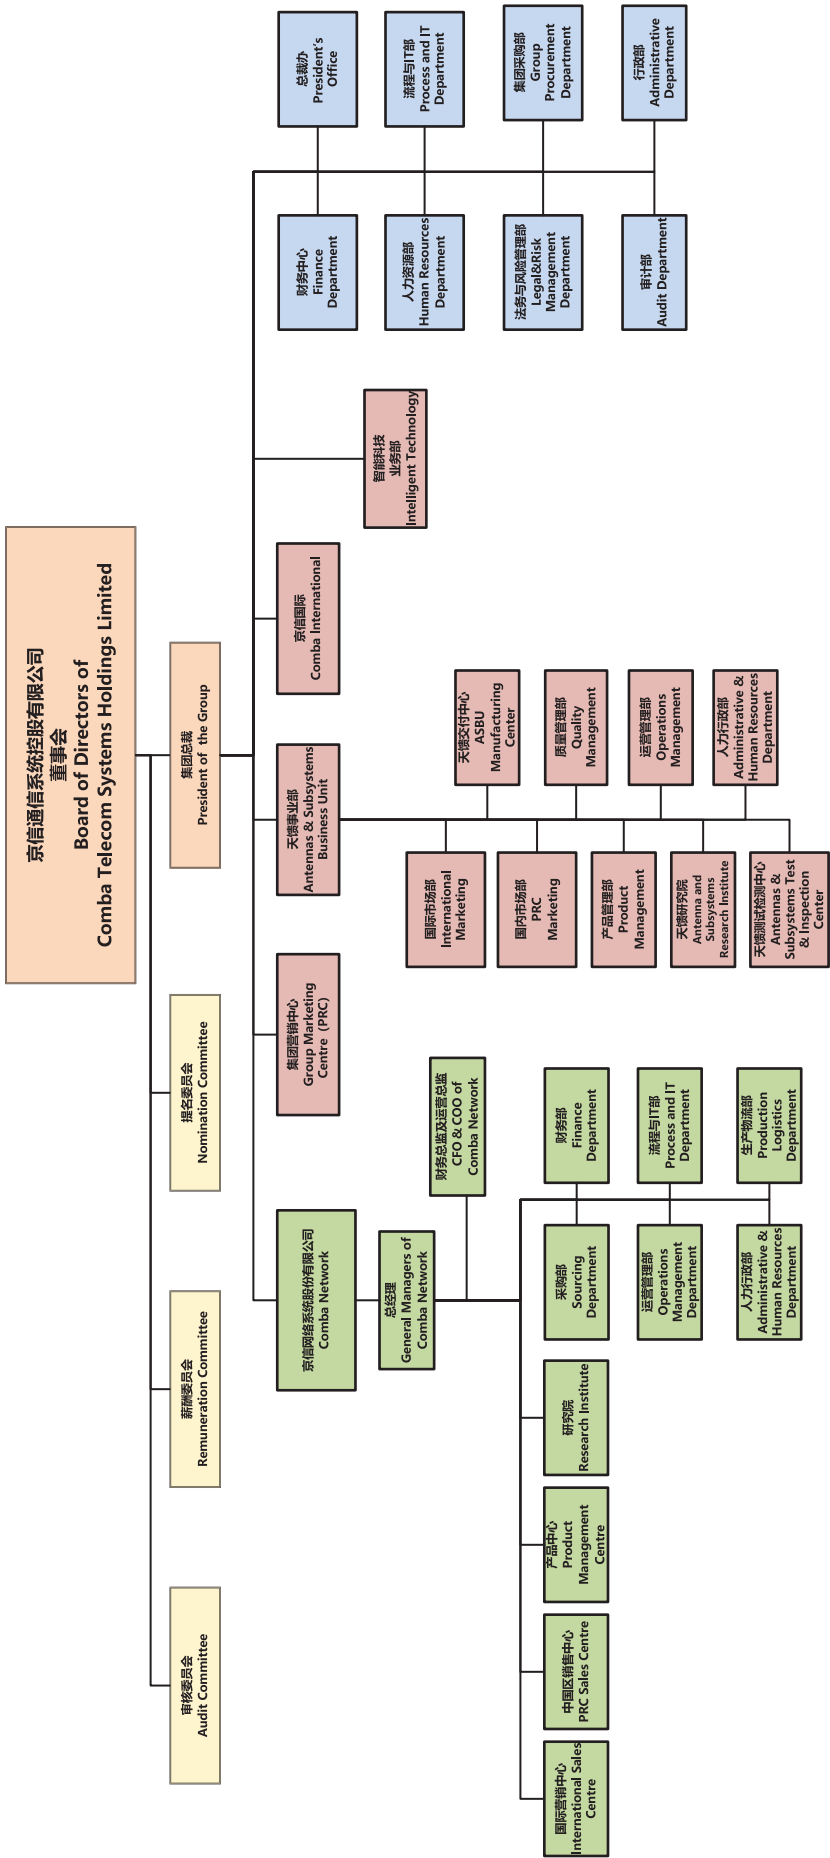 京信通信系统控股有限公司
董事会
Board of Directors of
Comba Telecom Systems Holdings Limited
审核委员会
Audit Committee
薪酬委员会
Remuneration Committee
提名委员会
Nomination Committee
集团总裁
President of the Group
京信网络系统股份有限公司
Comba Network
集团营销中心
Group Marketing
Centre (PRC)
天馈事业部
Antennas & Subsystems
Business Unit
京信国际
Comba International
智能科技
业务部
Intelligent Technology
财务中心
Finance
Department
总裁办
President's
Office
人力资源部
Human Resources
Department
流程与IT部
Process and IT
Department
法务与风险管理部
Legal&Risk
Management
Department
集团采购部
Group
Procurement
Department
审计部
Audit Department
行政部
Administrative
Department
总经理
General Managers of
Comba Network
财务总监及运营总监
CFO & COO of
Comba Network
国际营销中心
International Sales
Centre
中国区销售中心
PRC Sales Centre
产品中心
Product
Management
Centre
研究院
Research Institute
采购部
Sourcing
Department
财务部
Finance
Department
运营管理部
Operations
Management
Department
流程与IT部
Process and IT
Department
人力行政部
Administrative &
Human Resources
Department
生产物流部
Production
Logistics
Department
国际市场部
International
Marketing
天馈交付中心
ASBU
Manufacturing
Center
国内市场部
PRC
Marketing
质量管理部
Quality
Management
产品管理部
Product
Management
运营管理部
Operations
Management
天馈研究院
Antenna and
Subsystems
Research Institute
人力行政部
Administrative &
Human Resources
Department
天馈测试检测中心
Antennas &
Subsystems Test
& Inspection
Center